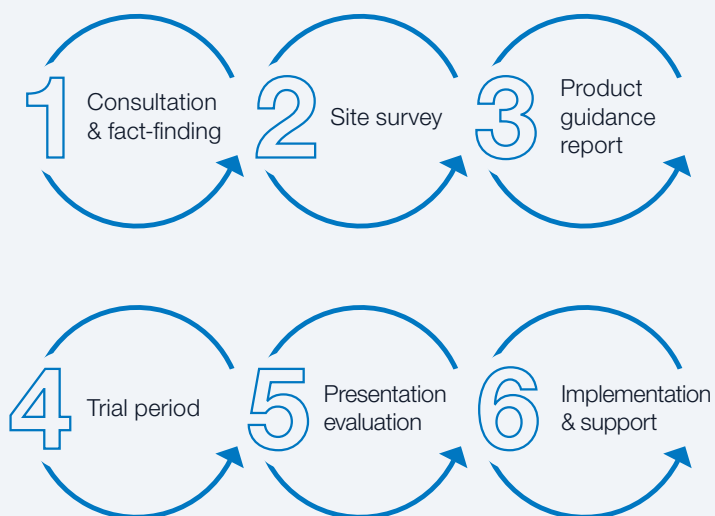 1
Consultation
& fact-finding
2
Site survey
3
Product
guidance
report
4
Trial period
5
Presentation
evaluation
6
Implementation
& support